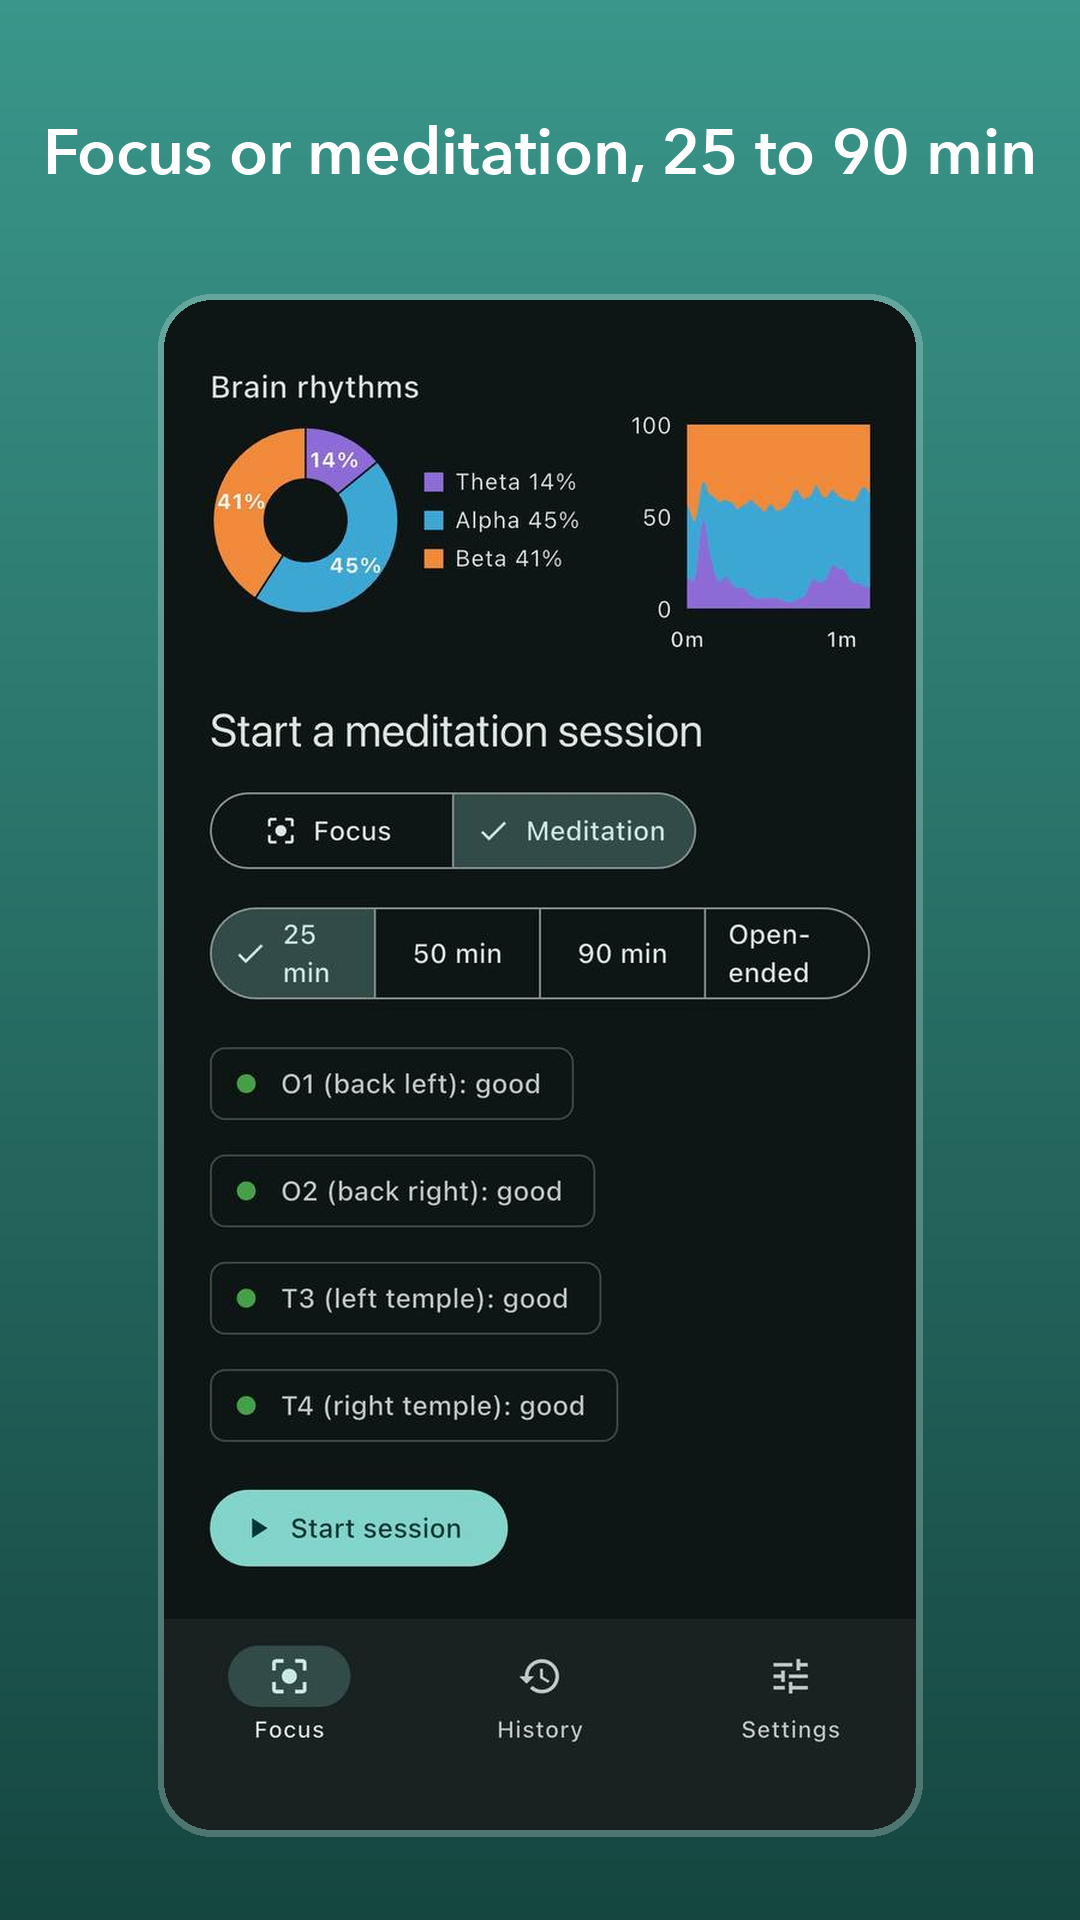 Focus or meditation, 25 to 90 min
Brain rhythms
14%
41%
45%
Theta 14%
Alpha 45%
Beta 41%
100
50
0
0m
1m
Start a meditation session
Focus
Meditation
25
min
50 min
90 min
Open-
ended
O1 (back left): good
O2 (back right): good
T3 (left temple): good
T4 (right temple): good
Start session
Focus
History
Settings